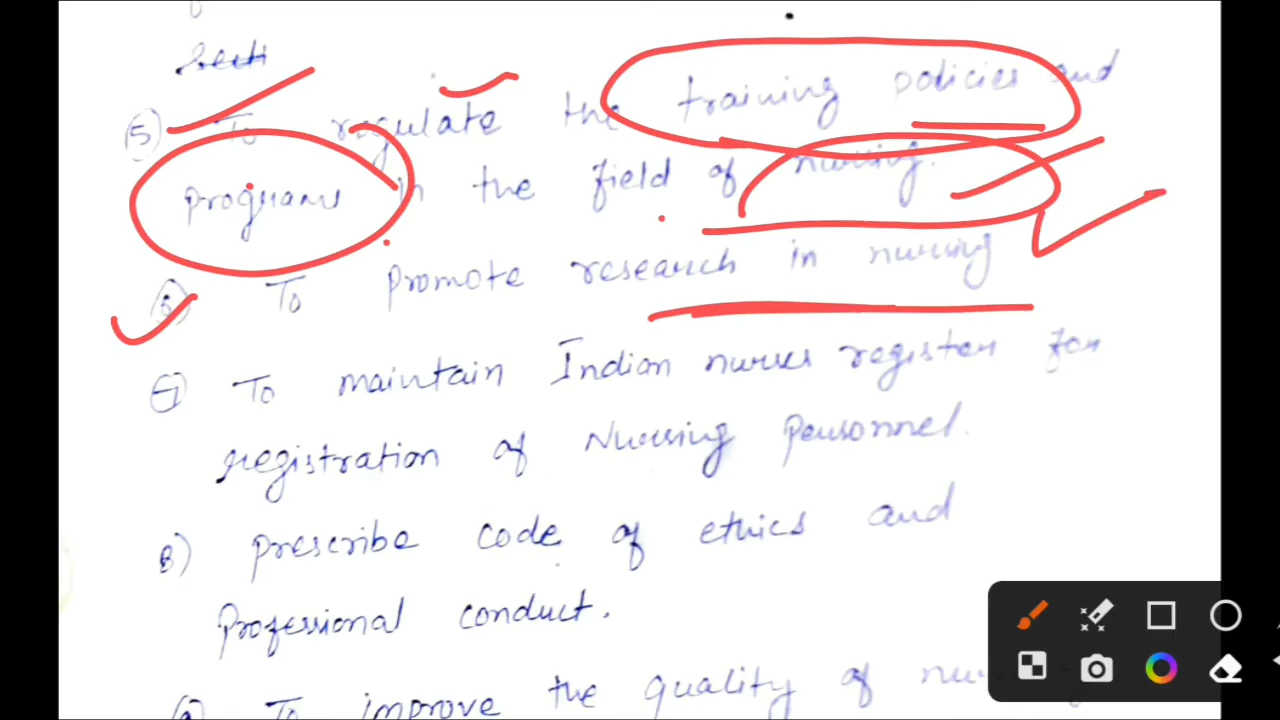 (5) To regulate the training policies and
programs in the field of nursing.
(6) To promote research in nursing
(7) To maintain Indian nurses register for
registration of Nursing Personnel.
8) prescribe code of ethics and
Professional conduct.
(9) To improve the quality of